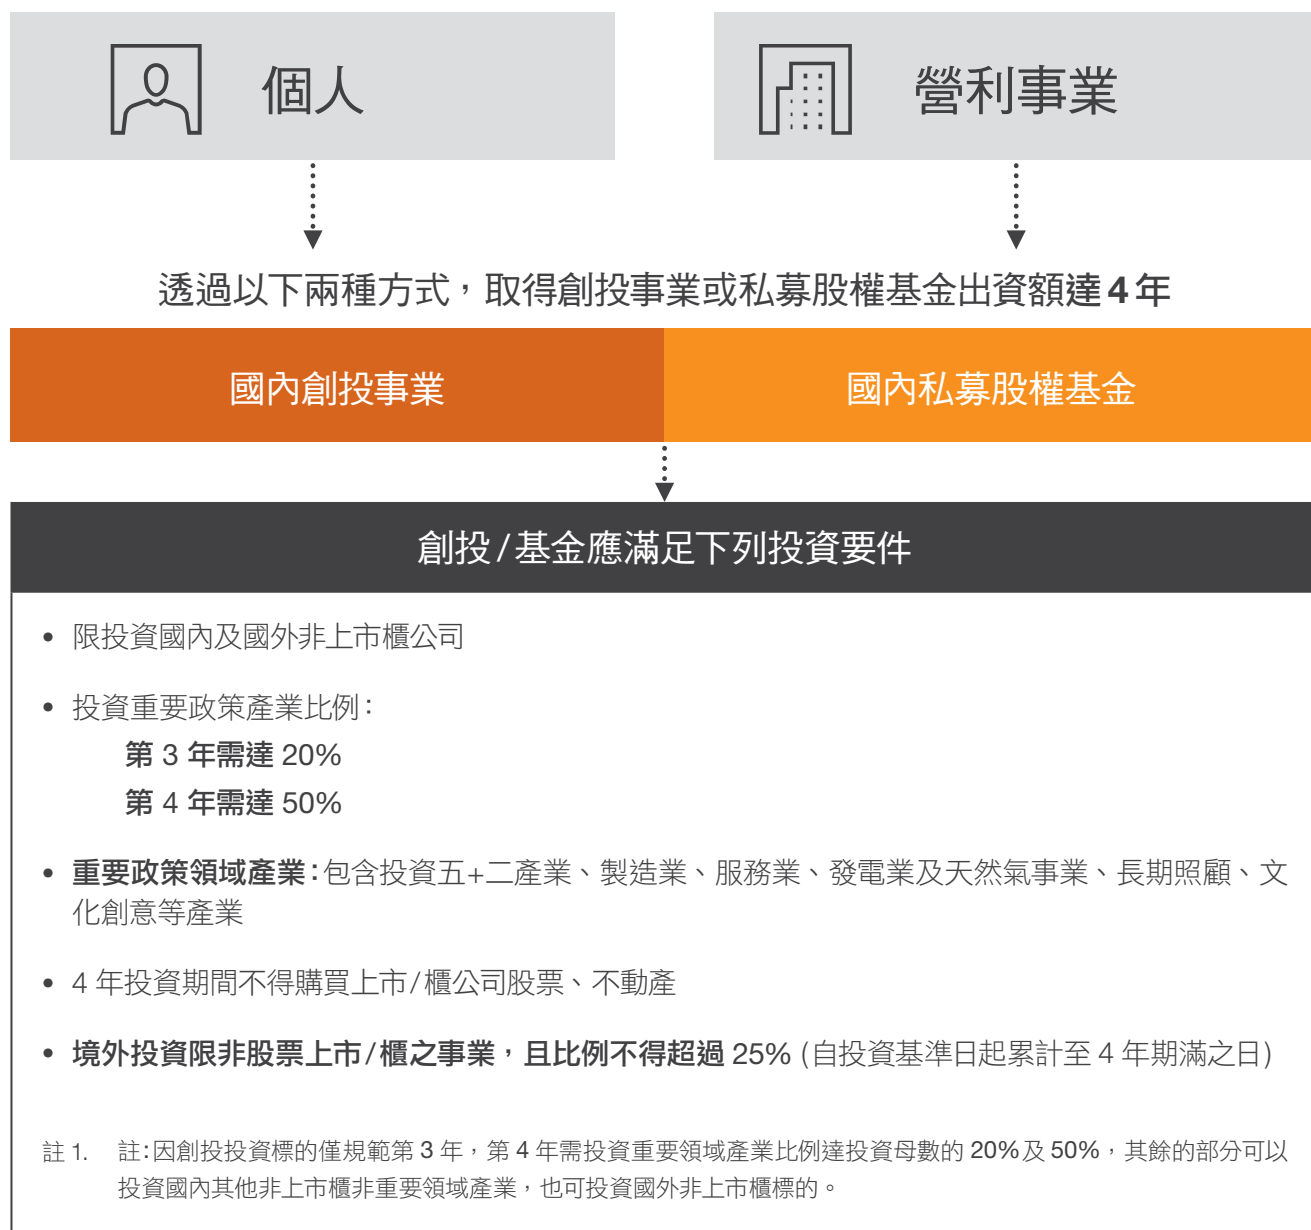 個人
營利事業
透過以下兩種方式，取得創投事業或私募股權基金出資額達 4 年
國內創投事業
國內私募股權基金
創投/基金應滿足下列投資要件
• 限投資國內及國外非上市櫃公司
• 投資重要政策產業比例：
第 3 年需達 20%
第 4 年需達 50%
• 重要政策領域產業：包含投資五+二產業、製造業、服務業、發電業及天然氣事業、長期照顧、文
化創意等產業
• 4 年投資期間不得購買上市/櫃公司股票、不動產
• 境外投資限非股票上市/櫃之事業，且比例不得超過 25% (自投資基準日起累計至 4 年期滿之日)
註 1. 註：因創投投資標的僅規範第 3 年，第 4 年需投資重要領域產業比例達投資母數的 20%及 50%，其餘的部分可以
投資國內其他非上市櫃非重要領域產業，也可投資國外非上市櫃標的。